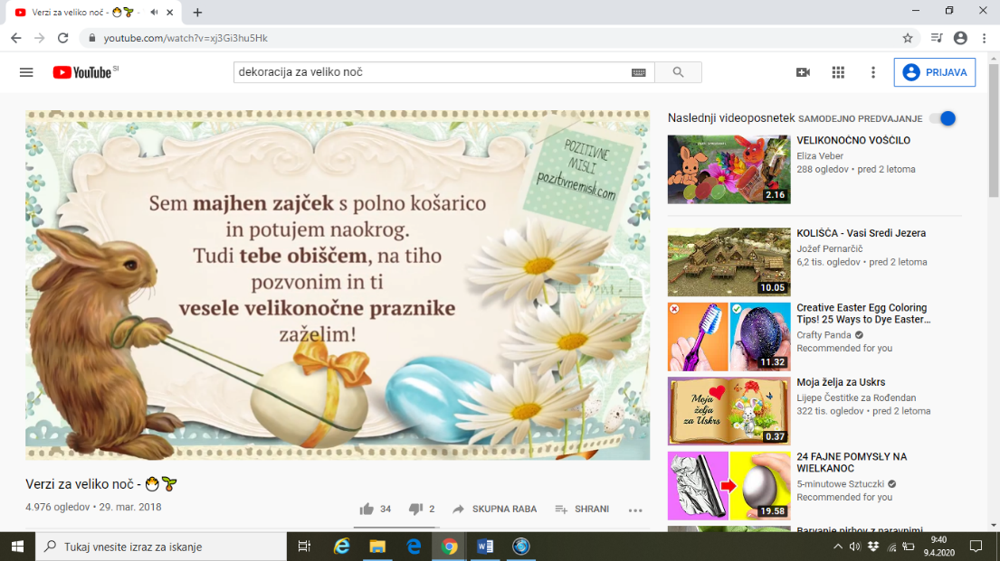 Verzi za veliko noč - 🐣🌱 -
youtube.com/watch?v=xj3Gi3hu5Hk
YouTube SI
dekoracija za veliko noč
PRIJAVA
POZITIVNE
MISLI
pozitivnemisli.com
Sem majhen zajček s polno košarico
in potujem naokrog.
Tudi tebe obiščem, na tiho
pozvonim in ti
vesele velikonočne praznike
zaželim!
Verzi za veliko noč - 🐣🌱
4.976 ogledov • 29. mar. 2018
34
2
SKUPNA RABA
SHRANI
Naslednji videoposnetek
SAMODEJNO PREDVAJANJE
VELIKONOČNO VOŠČILO
Eliza Veber
288 ogledov • pred 2 letoma
2.16
KOLIŠČA - Vasi Sredi Jezera
Jožef Pernarčič
6,2 tis. ogledov • pred 2 letoma
10.05
Creative Easter Egg Coloring
Tips! 25 Ways to Dye Easter…
Crafty Panda
Recommended for you
11.32
Moja želja za Uskrs
Lijepe Čestitke za Rođendan
322 tis. ogledov • pred 2 letoma
Moja
želja
za Uskrs
0.37
24 FAJNE POMYSŁY NA
WIELKANOC
5-minutowe Sztuczki
Recommended for you
19.58
Barvanje pirhov z naravnimi
Tukaj vnesite izraz za iskanje
9:40
9.4.2020